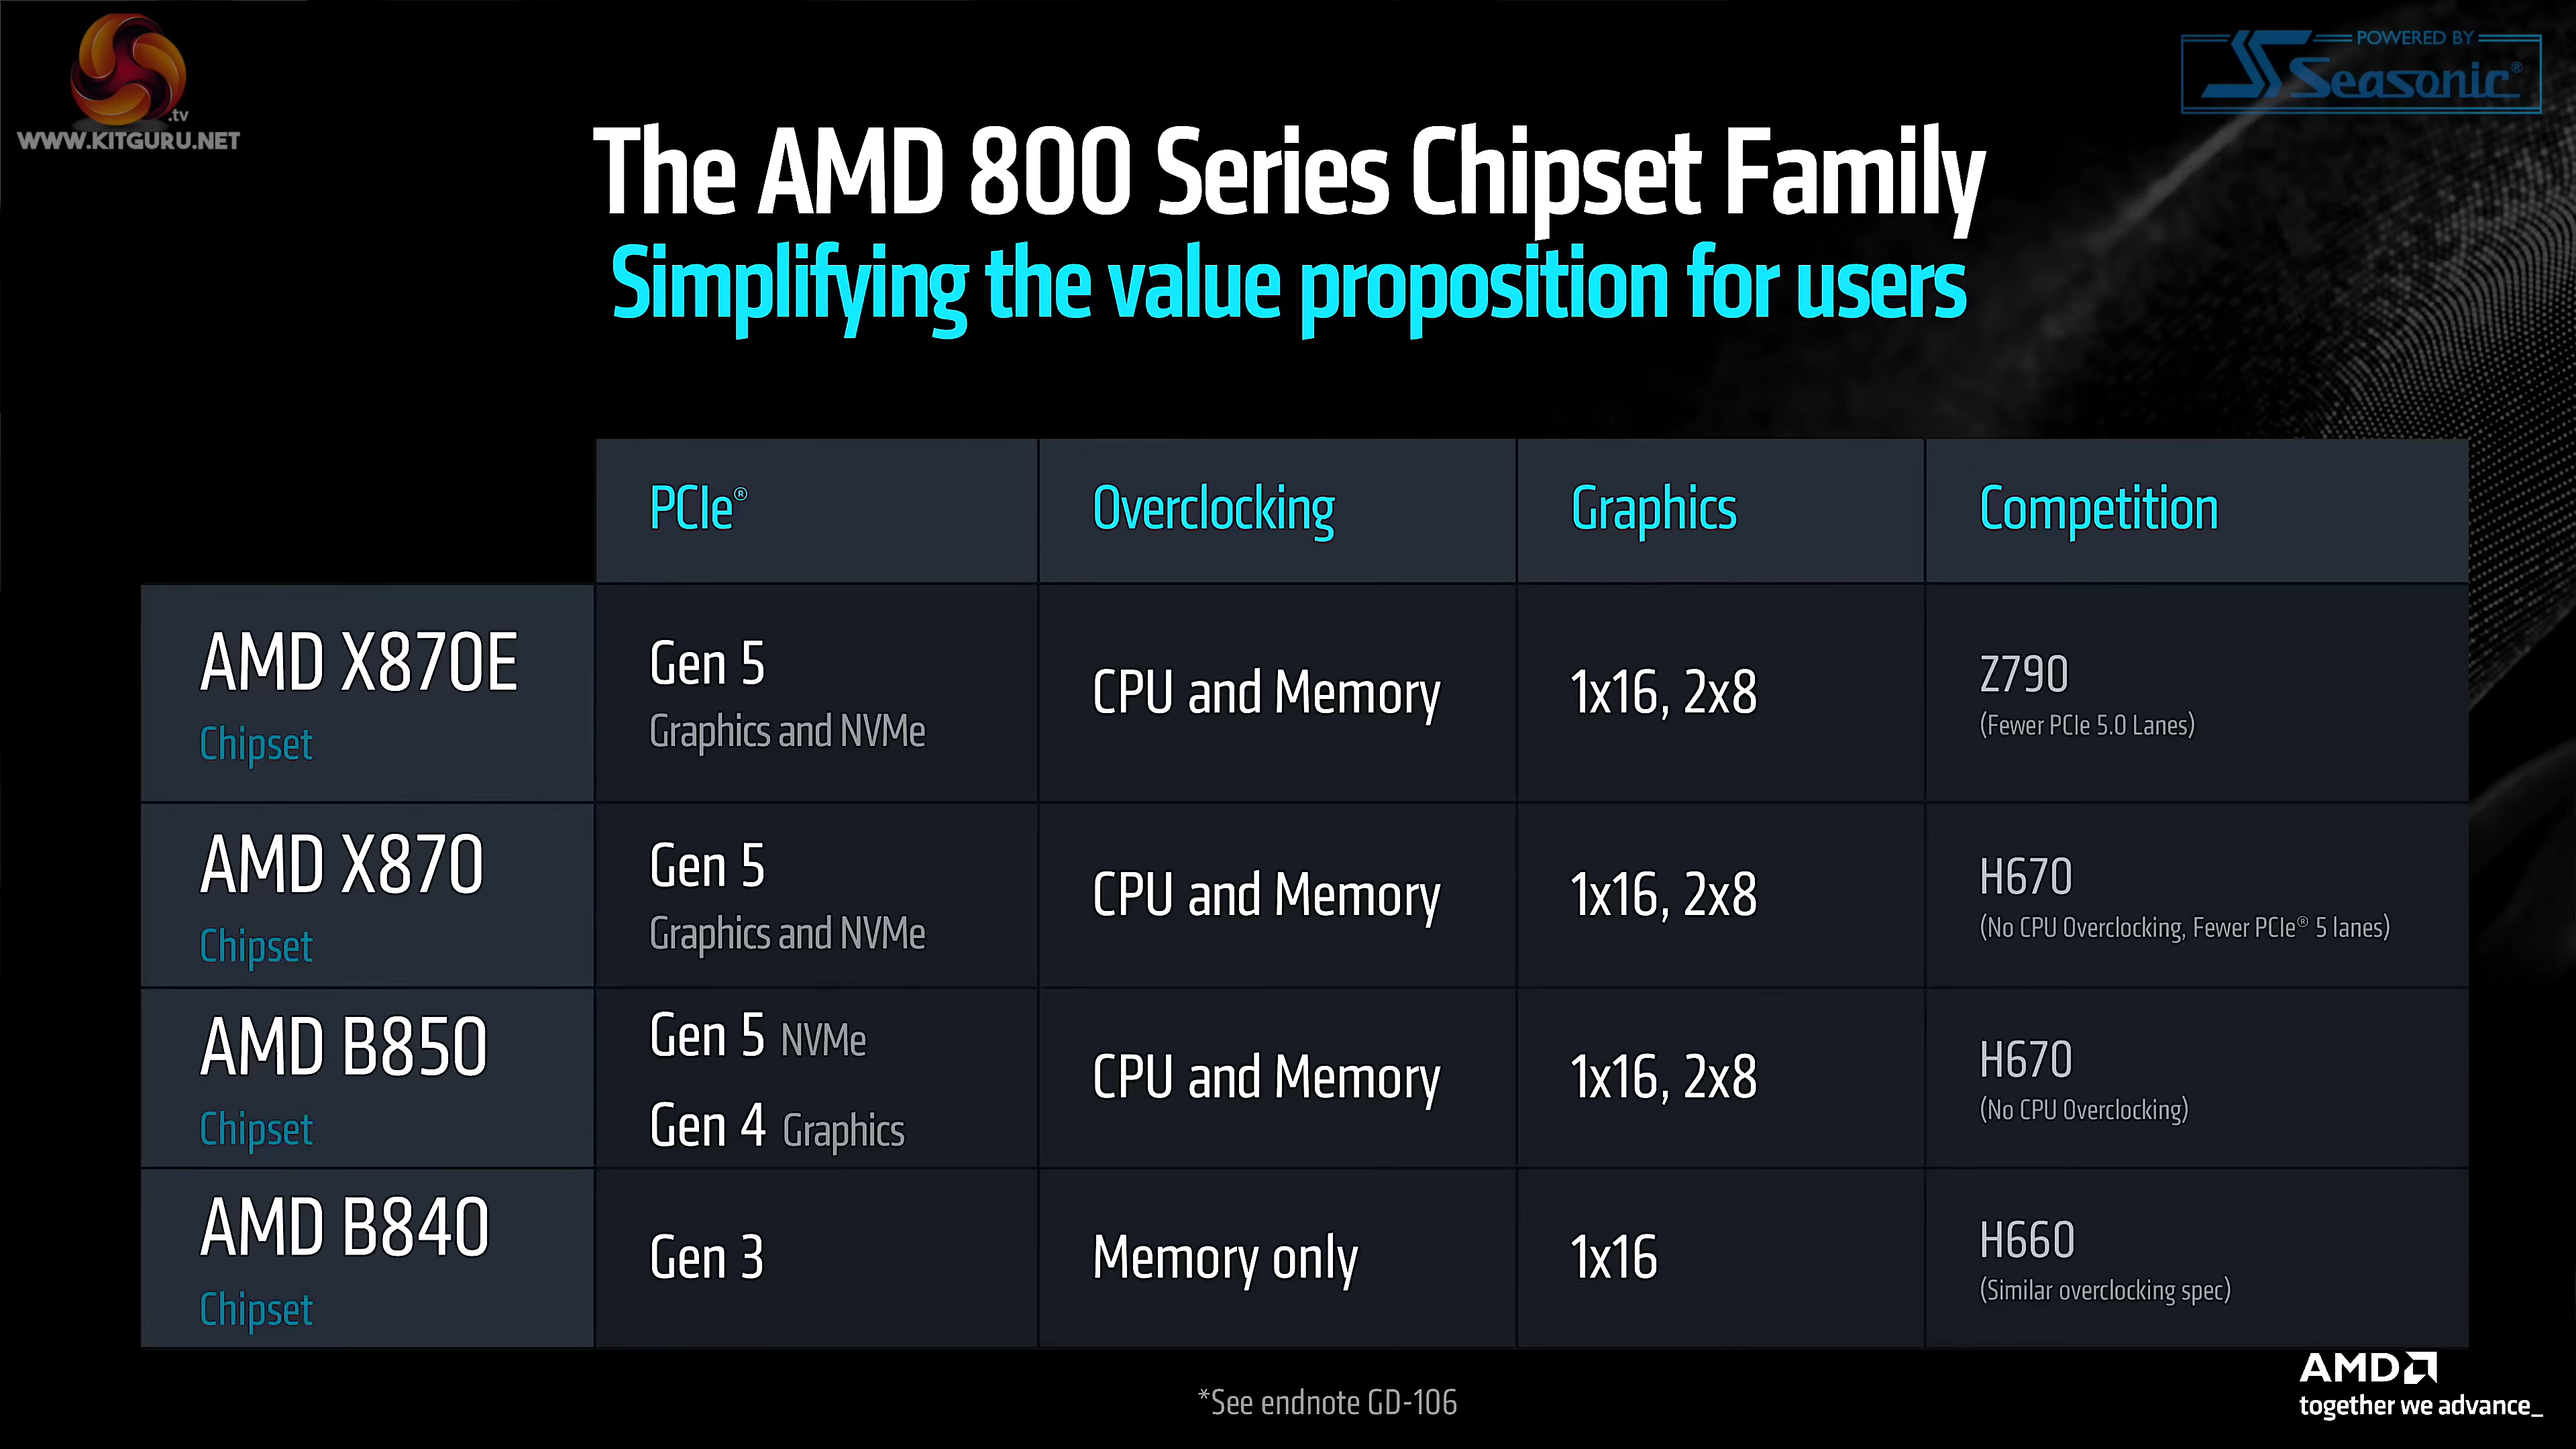 .tv
WWW.KITGURU.NET
POWERED BY
Seasonic®
The AMD 800 Series Chipset Family
Simplifying the value proposition for users
PCIe® Overclocking Graphics Competition
AMD X870E
Chipset
Gen 5
Graphics and NVMe
CPU and Memory
1x16, 2x8
Z790
(Fewer PCIe 5.0 Lanes)
AMD X870
Chipset
Gen 5
Graphics and NVMe
CPU and Memory
1x16, 2x8
H670
(No CPU Overclocking, Fewer PCIe® 5 lanes)
AMD B850
Chipset
Gen 5 NVMe
Gen 4 Graphics
CPU and Memory
1x16, 2x8
H670
(No CPU Overclocking)
AMD B840
Chipset
Gen 3
Memory only
1x16
H660
(Similar overclocking spec)
*See endnote GD-106
AMD
together we advance_